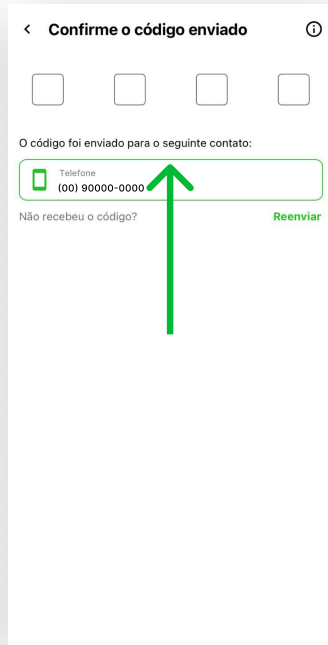 Confirme o código enviado
O código foi enviado para o seguinte contato:
Telefone
(00) 90000-0000
Não recebeu o código? Reenviar